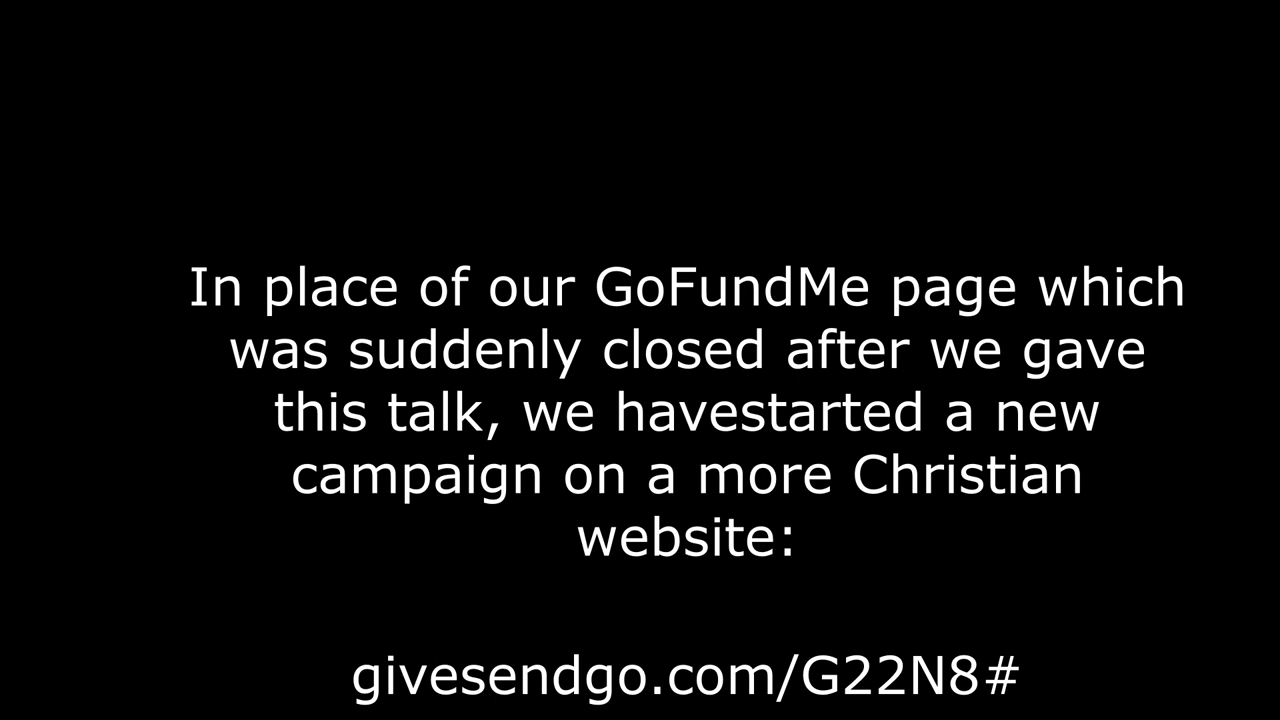 In place of our GoFundMe page which
was suddenly closed after we gave
this talk, we havestarted a new
campaign on a more Christian
website:
givesendgo.com/G22N8#